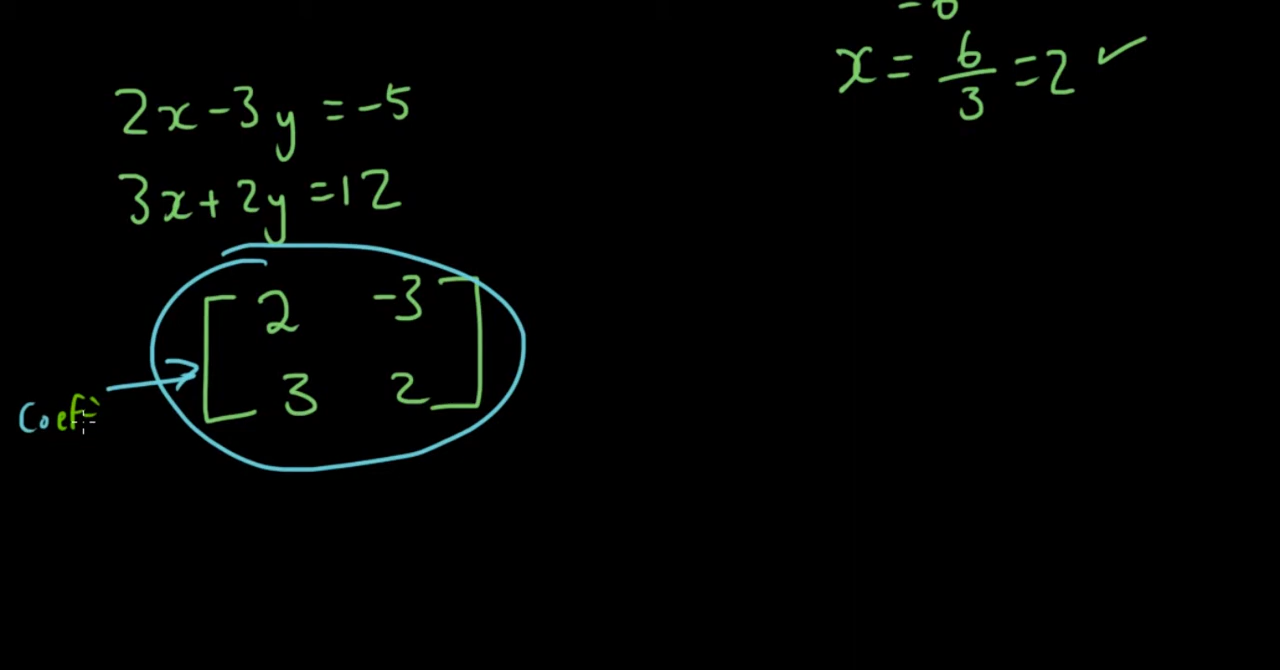 2x-3y=-5
3x+2y=12
[2 -3
3 2]
Coef
x=6/3=2 ✓